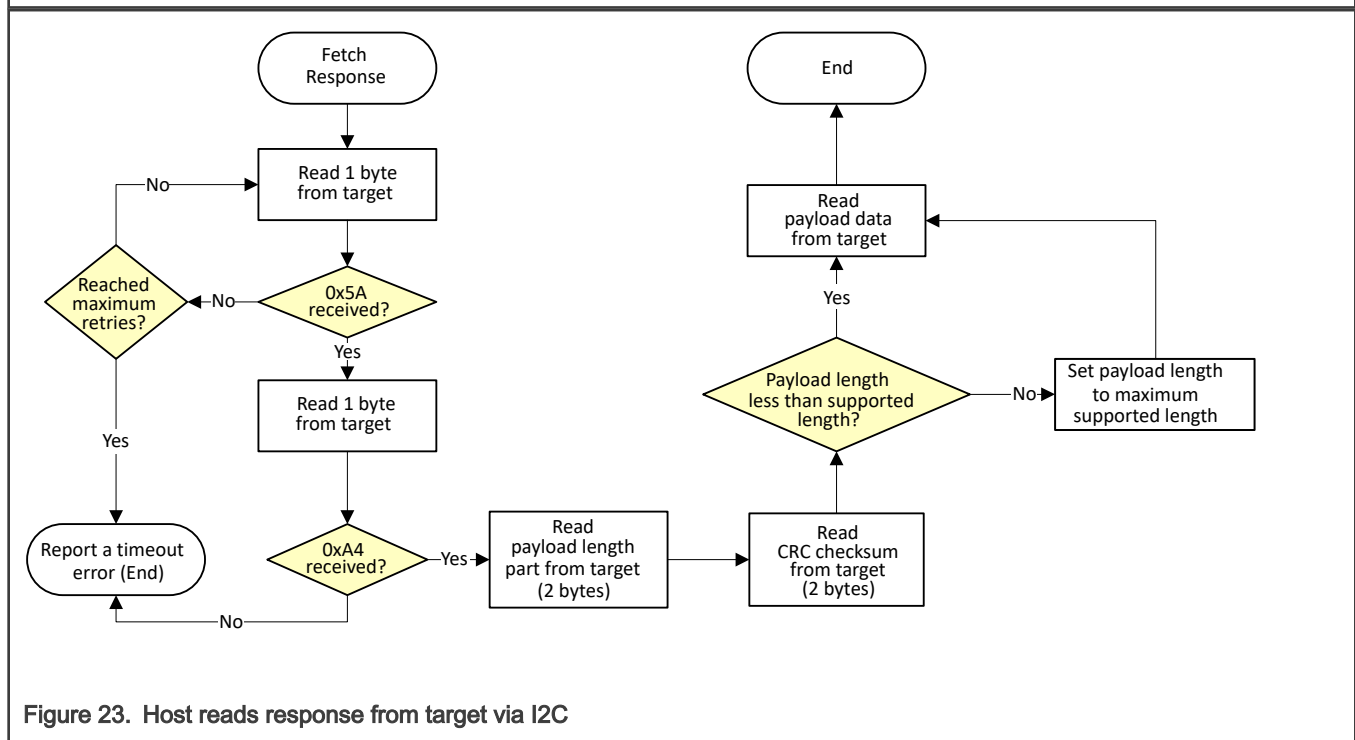 Fetch
Response
Read 1 byte
from target
No
Reached
maximum
retries?
No
0x5A
received?
Yes
Read 1 byte
from target
Yes
Report a timeout
error (End)
0xA4
received?
No
Yes
Read
payload length
part from target
(2 bytes)
Read
CRC checksum
from target
(2 bytes)
Payload length
less than supported
length?
No
Set payload length
to maximum
supported length
Yes
Read
payload data
from target
End
Figure 23. Host reads response from target via I2C